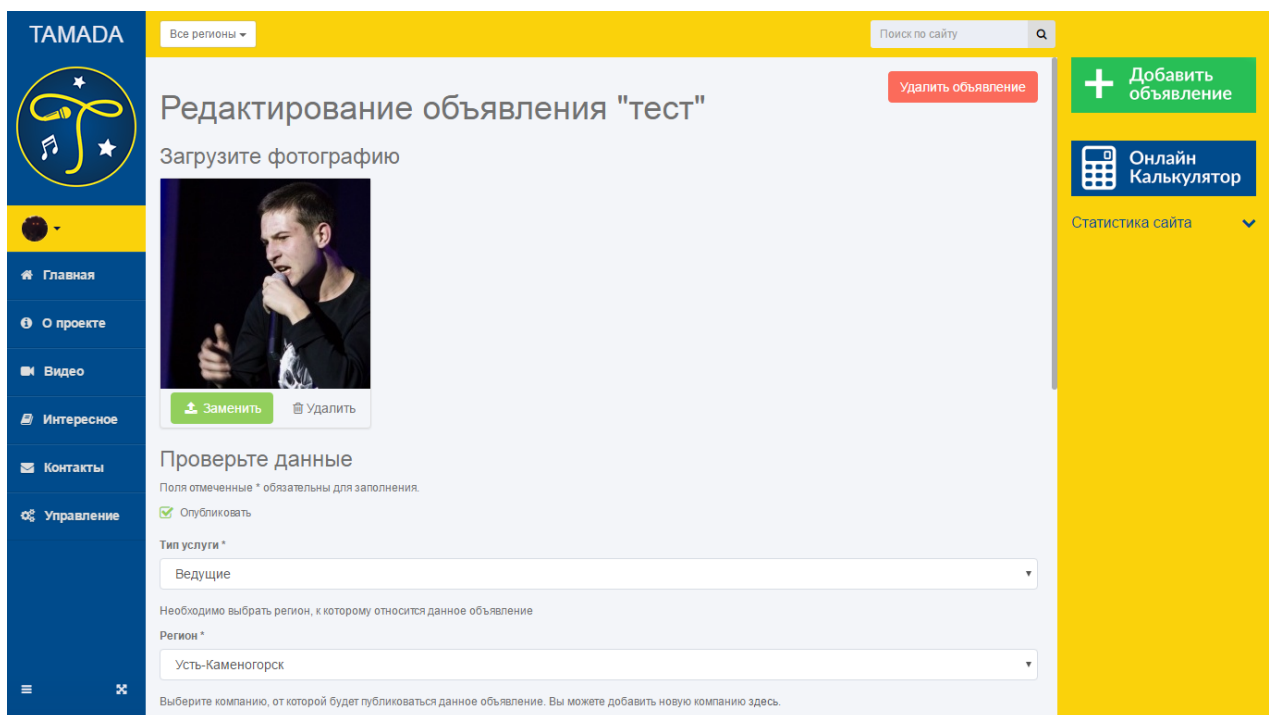 TAMADA
Все регионы
Поиск по сайту
Удалить объявление
Добавить
объявление
Онлайн
Калькулятор
Статистика сайта
Главная
О проекте
Видео
Интересное
Контакты
Управление
Редактирование объявления "тест"
Загрузите фотографию
Заменить
Удалить
Проверьте данные
Поля отмеченные * обязательны для заполнения.
Опубликовать
Тип услуги *
Ведущие
Необходимо выбрать регион, к которому относится данное объявление
Регион *
Усть-Каменогорск
Выберите компанию, от которой будет публиковаться данное объявление. Вы можете добавить новую компанию здесь.